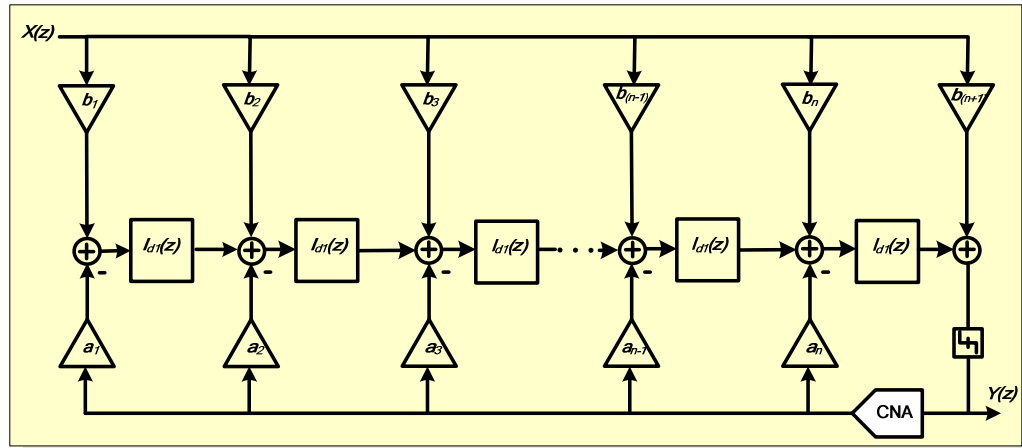 X(z)
b1 b2 b3 b(n-1) bn b(n+1
+ Id1(z) + Id1(z) + Id1(z) ... + Id1(z) + Id1(z) +
- - - - -
a1 a2 a3 an-1 an
CNA Y(z)